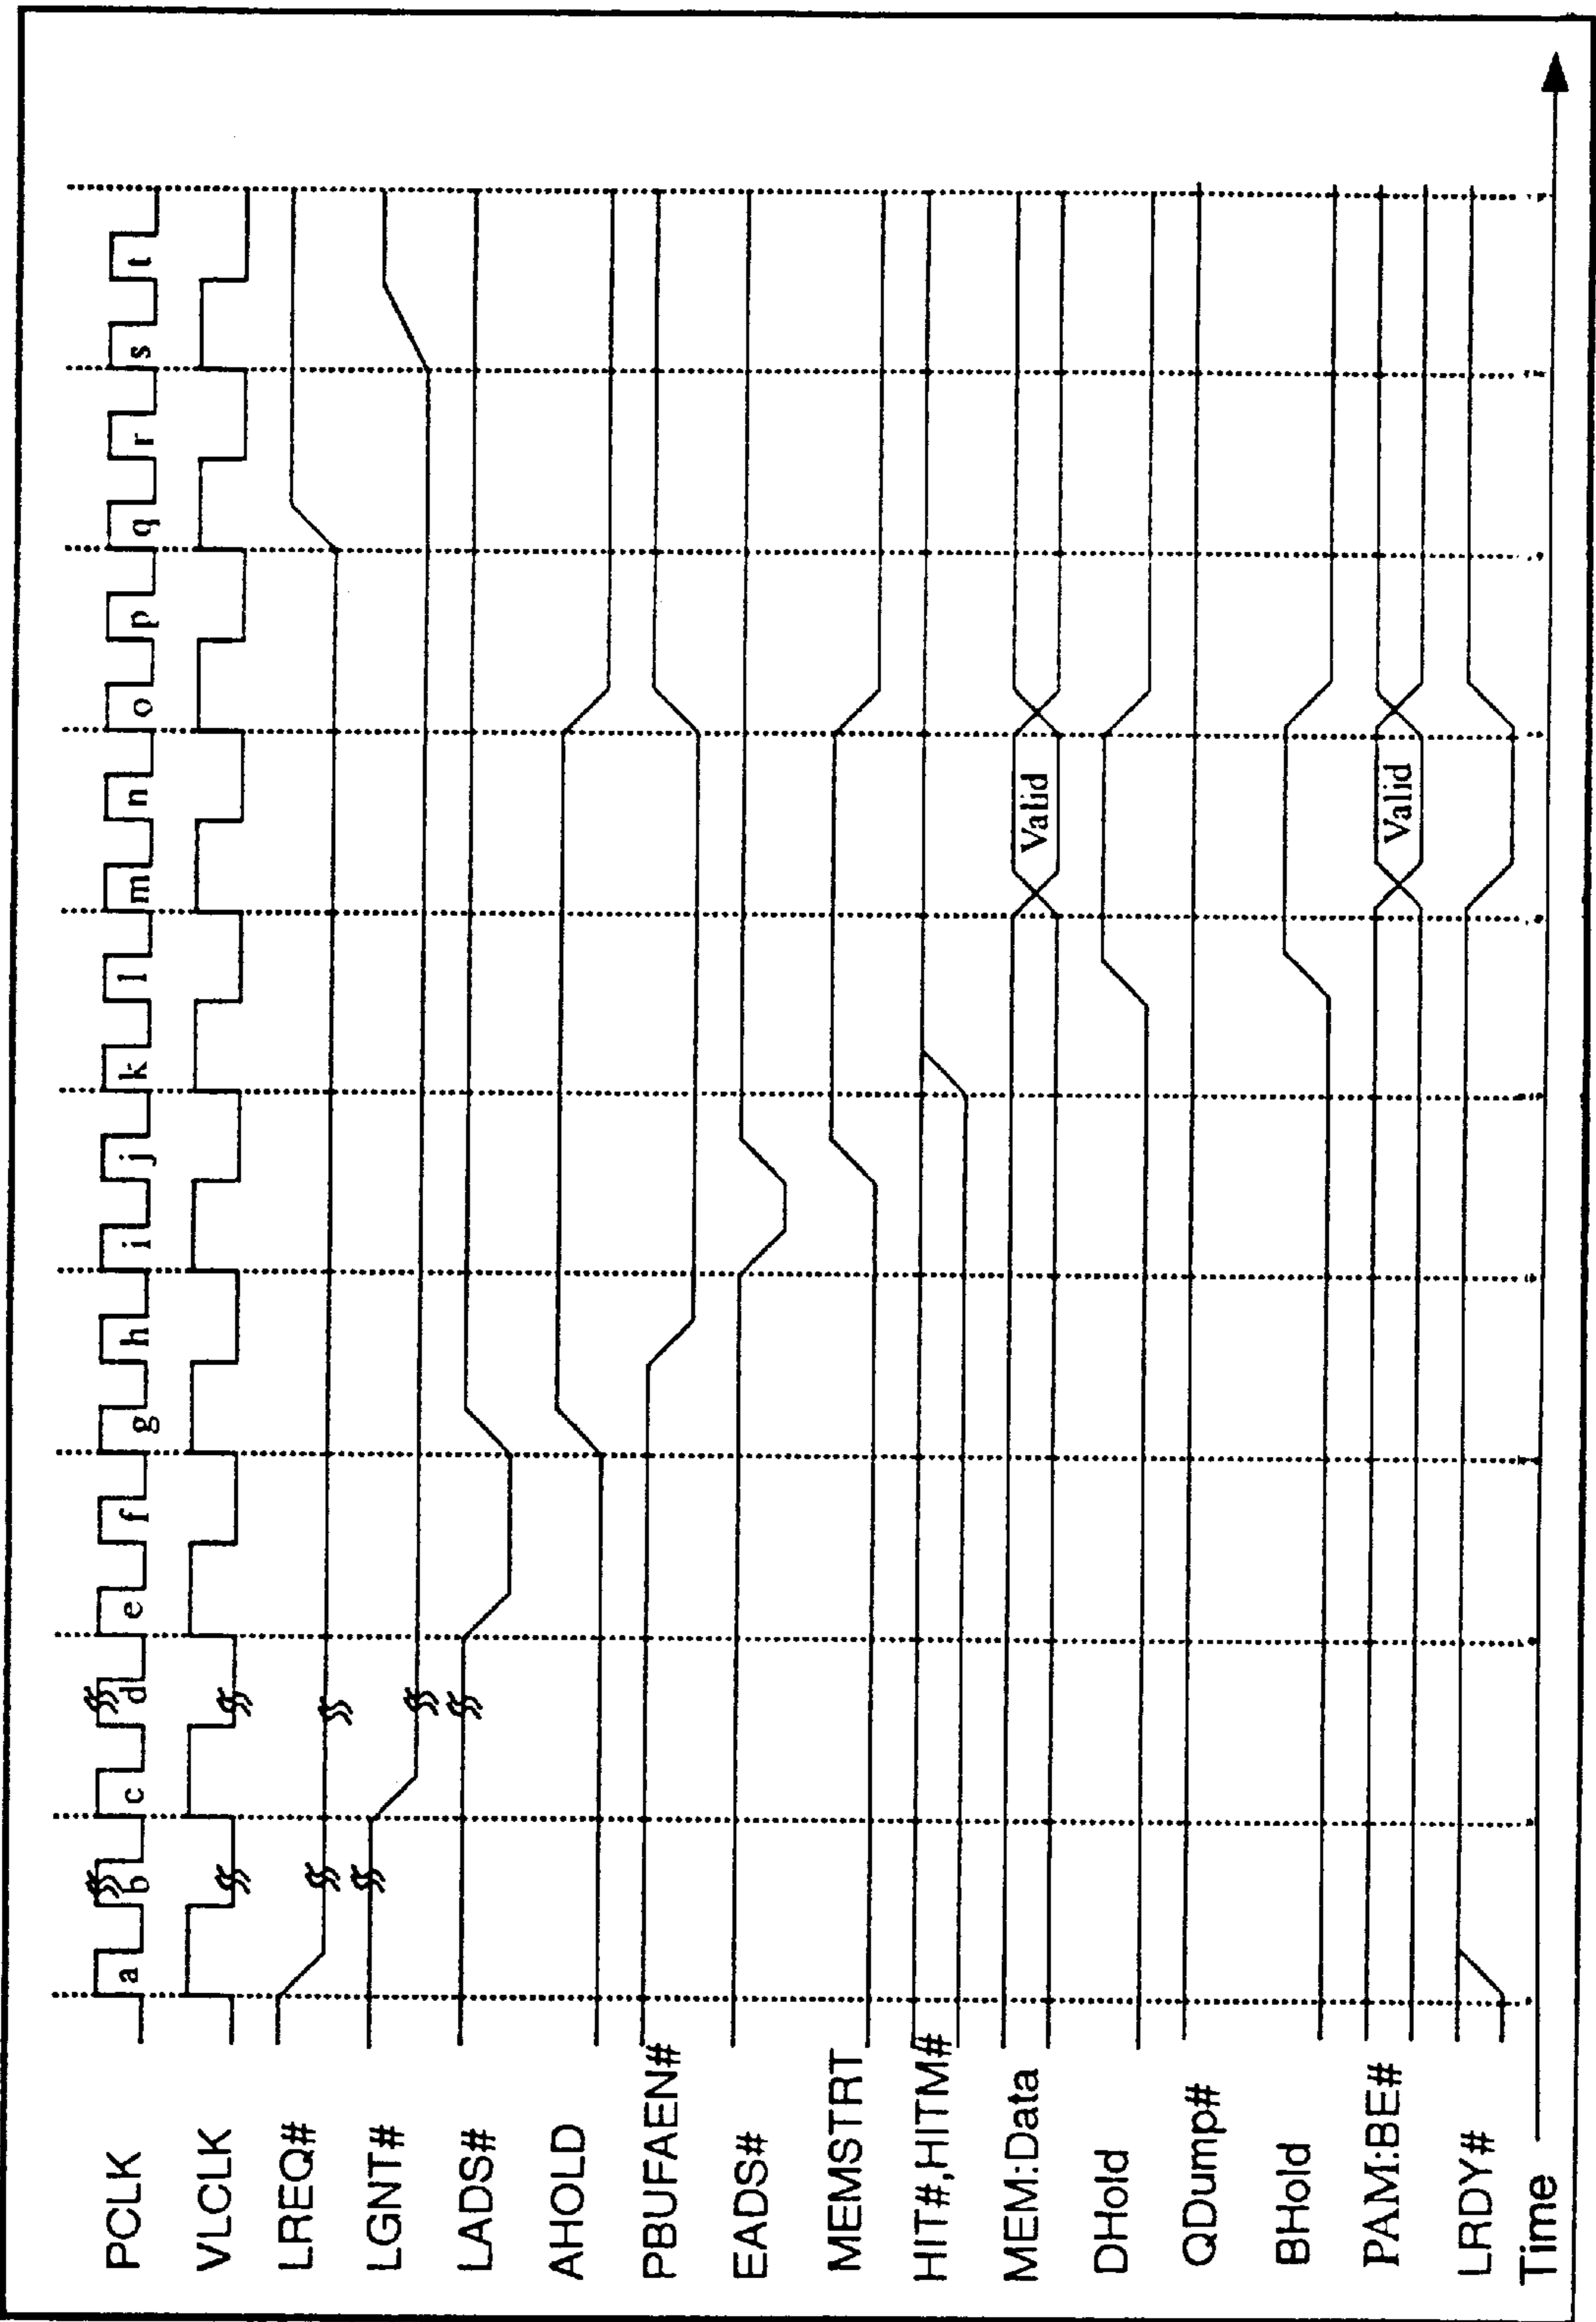 PCLK
a b c d e f g h i j k l m n o p q r s t
VLCLK
LREQ#
LGNT#
LADS#
AHOLD
PBUFAEN#
EADS#
MEMSTRT
HIT#,HITM#
MEM:Data
Valid
DHold
QDump#
BHold
PAM:BE#
Valid
LRDY#
Time